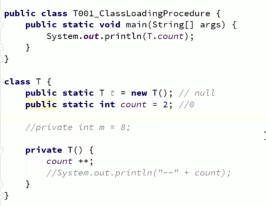 public class T001_ClassLoadingProcedure {
    public static void main(String[] args) {
        System.out.println(T.count);
    }
}

class T {
    public static T t = new T(); // null
    public static int count = 2; //0

    //private int m = 8;

    private T() {
        count ++;
        //System.out.println("--" + count);
    }
}